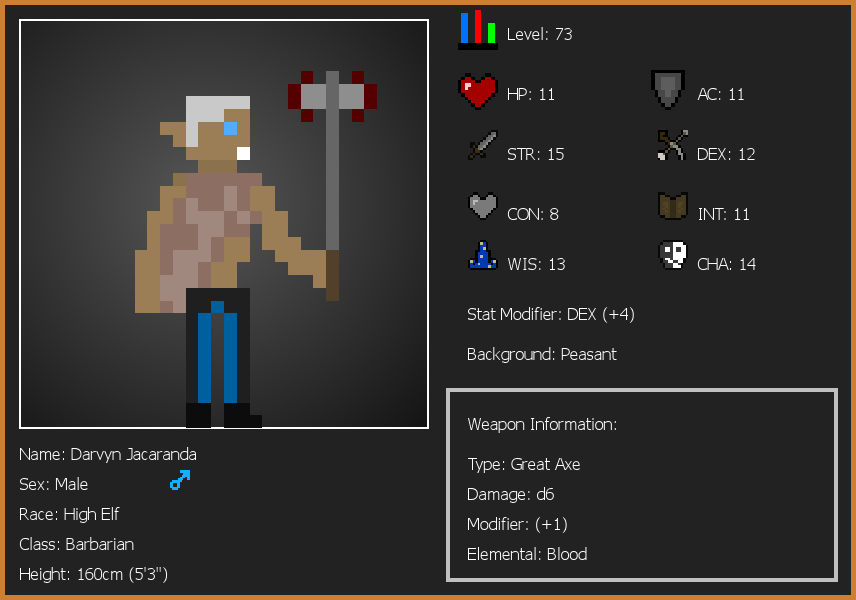 Level: 73
HP: 11
AC: 11
STR: 15
DEX: 12
CON: 8
INT: 11
WIS: 13
CHA: 14
Stat Modifier: DEX (+4)
Background: Peasant
Weapon Information:
Type: Great Axe
Damage: d6
Modifier: (+1)
Elemental: Blood
Name: Darvyn Jacaranda
Sex: Male
Race: High Elf
Class: Barbarian
Height: 160cm (5'3")